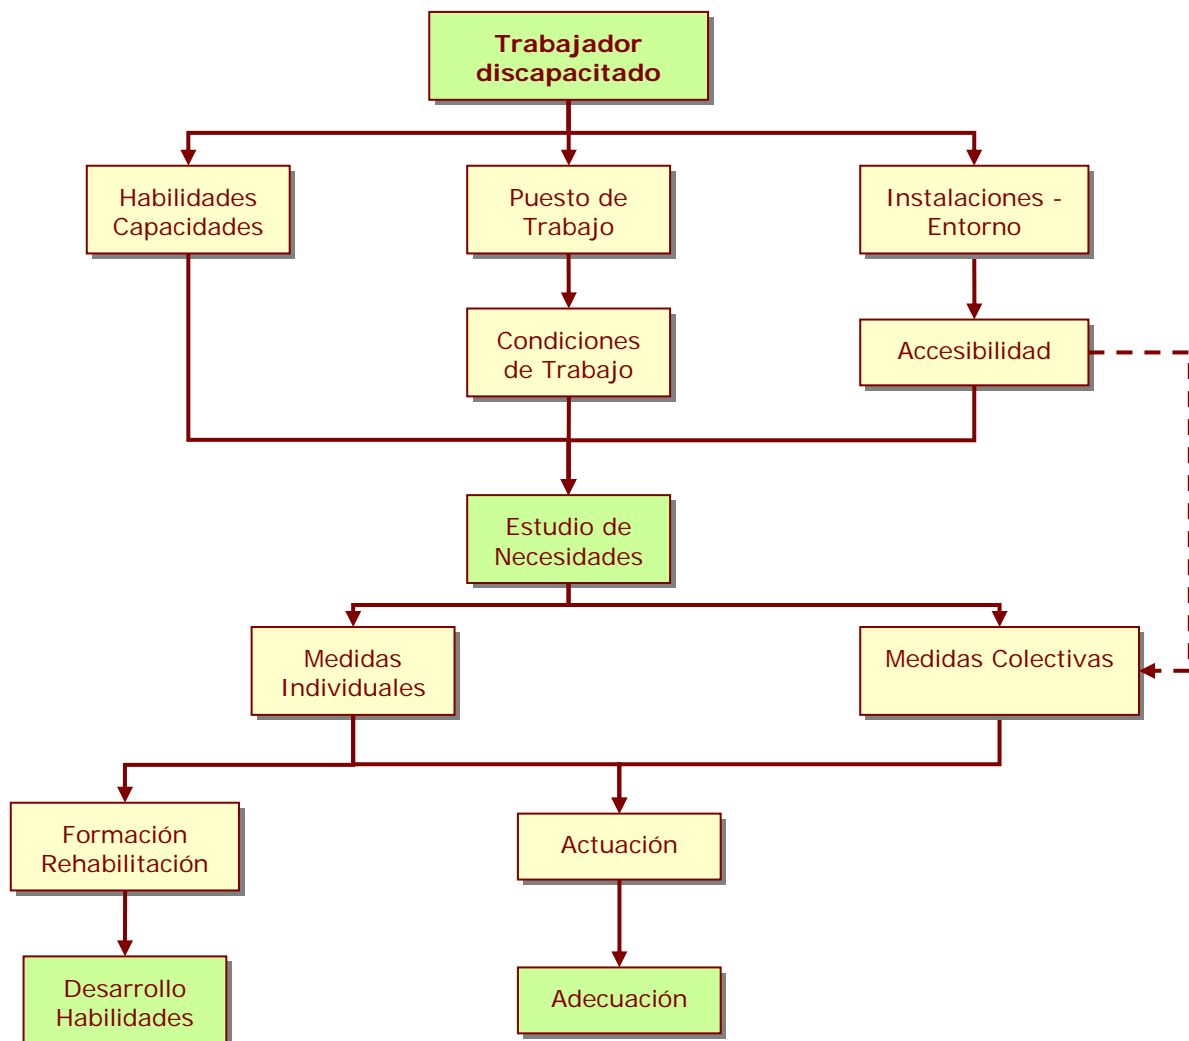 Trabajador
discapacitado
Habilidades
Capacidades
Puesto de
Trabajo
Instalaciones -
Entorno
Condiciones
de Trabajo
Accesibilidad
Estudio de
Necesidades
Medidas
Individuales
Medidas Colectivas
Formación
Rehabilitación
Actuación
Desarrollo
Habilidades
Adecuación